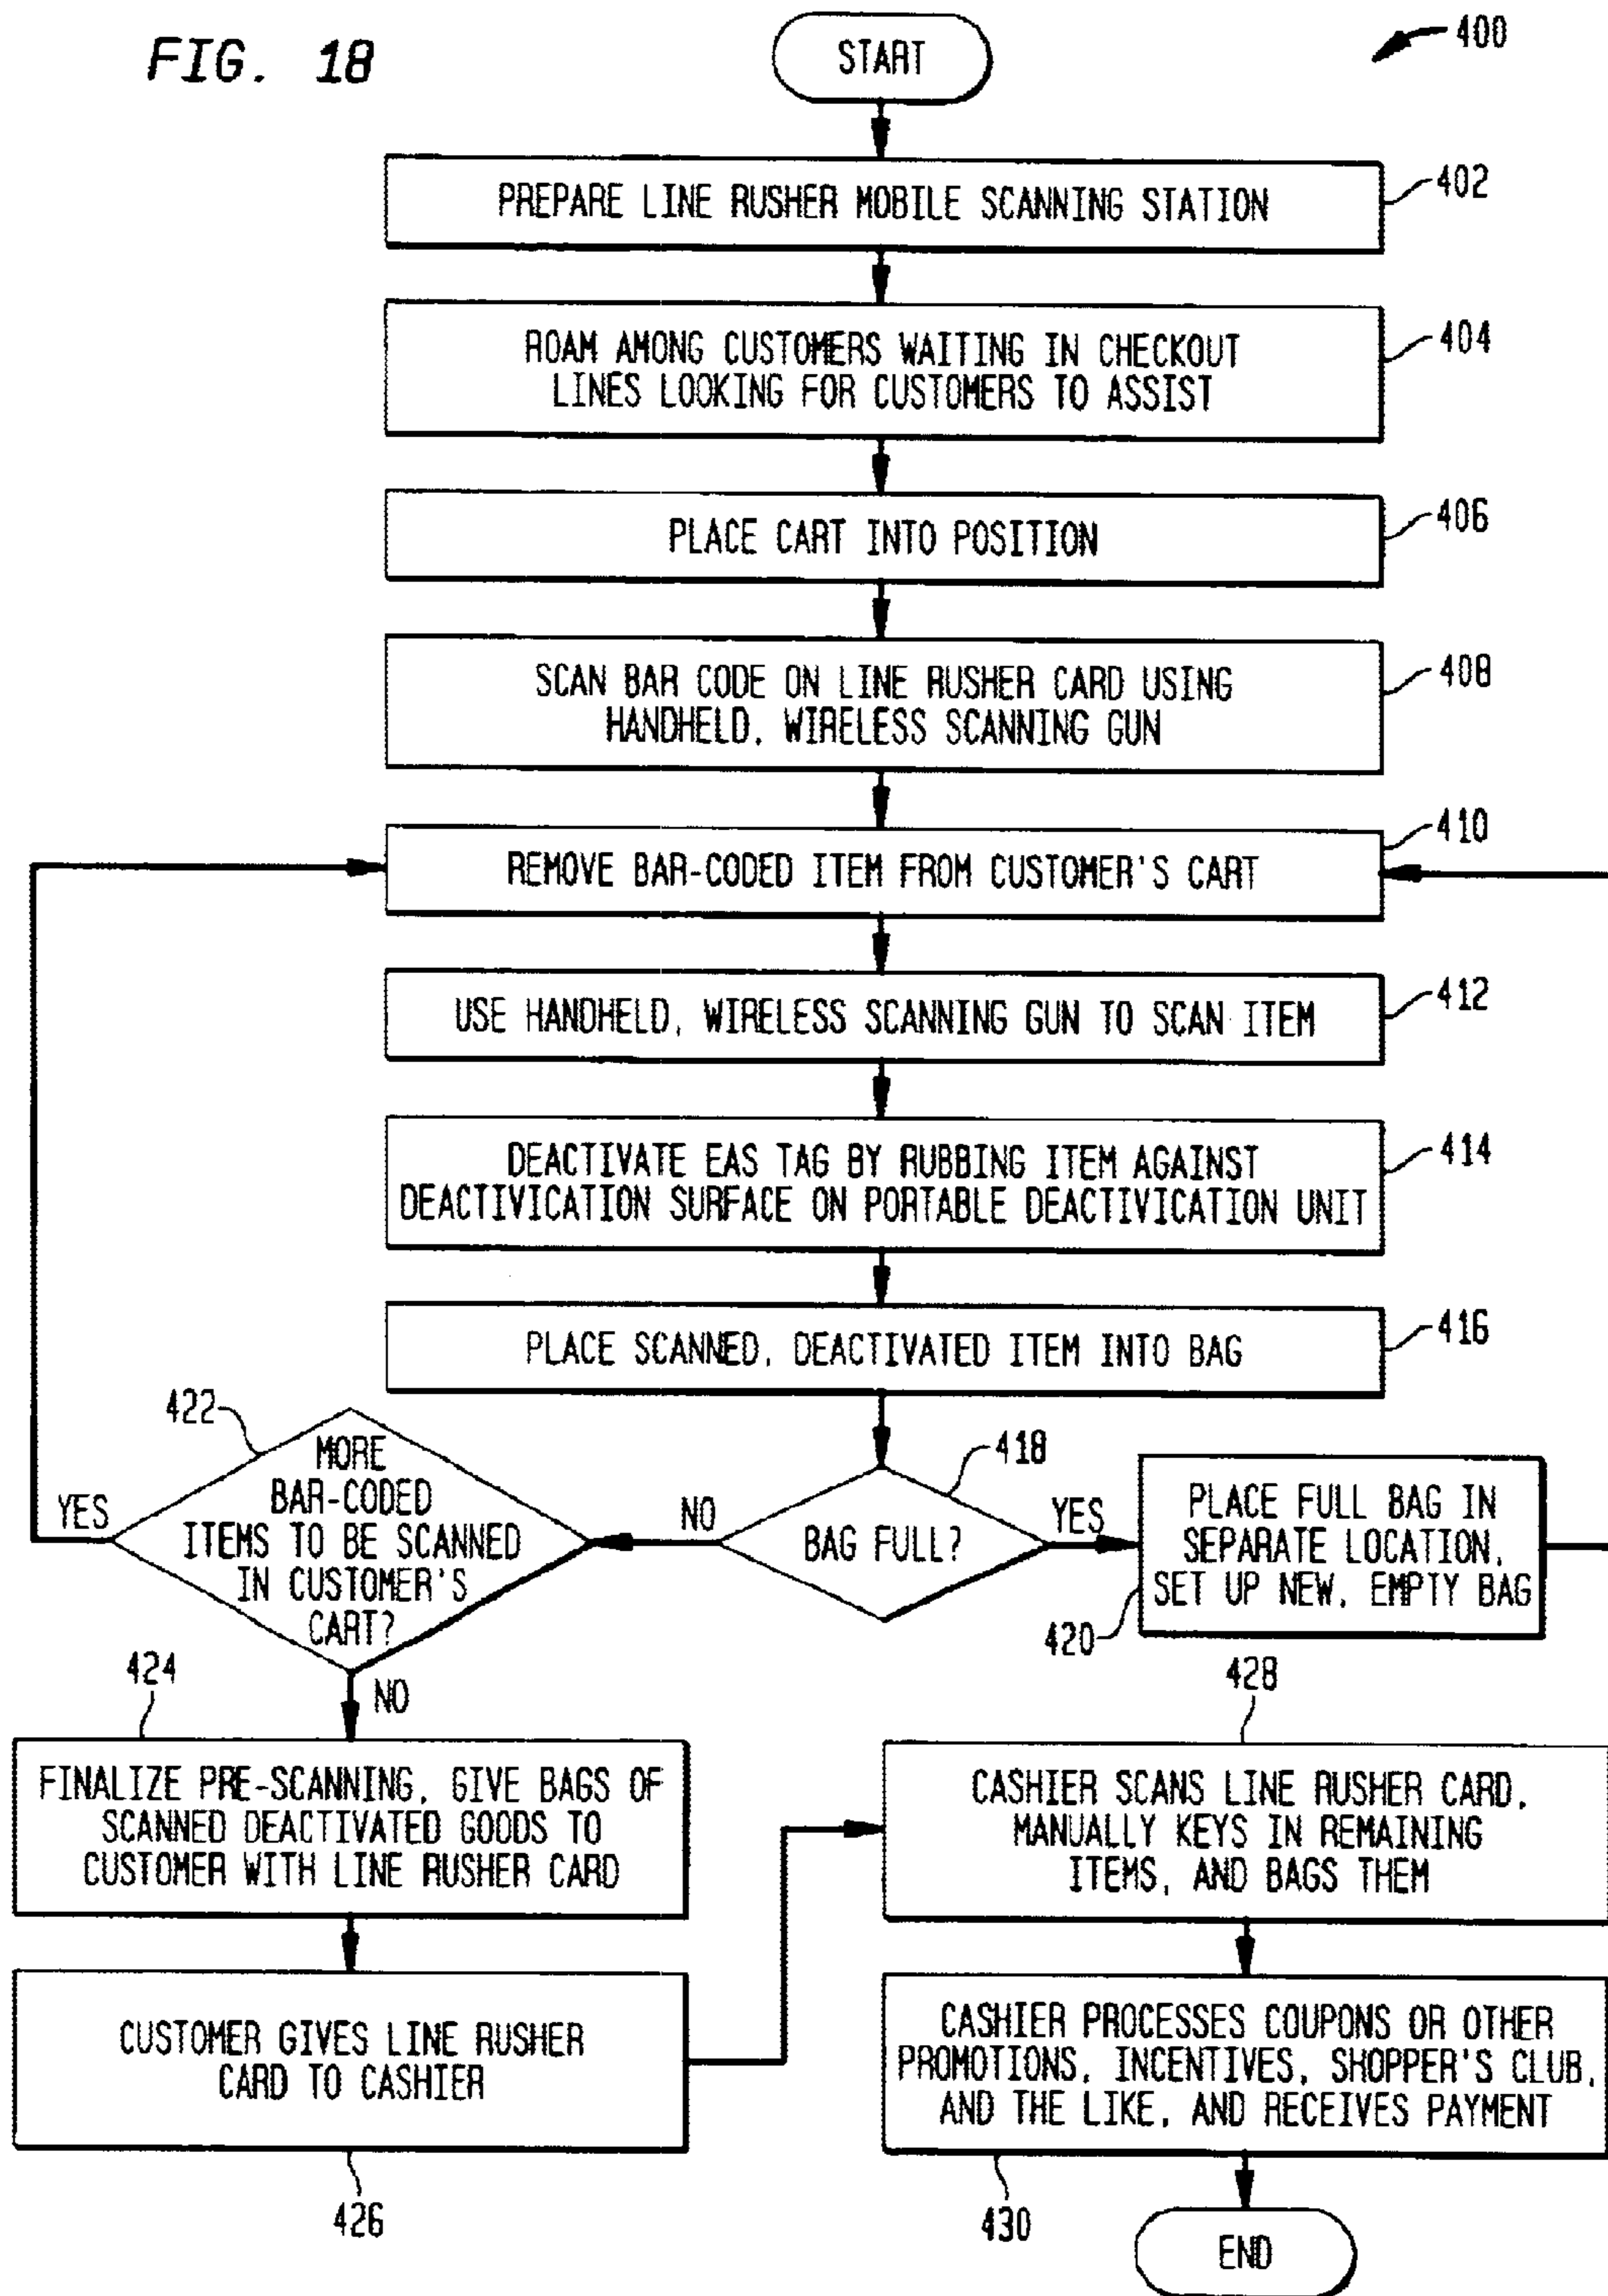 FIG. 18
START
400
PREPARE LINE RUSHER MOBILE SCANNING STATION
402
ROAM AMONG CUSTOMERS WAITING IN CHECKOUT
LINES LOOKING FOR CUSTOMERS TO ASSIST
404
PLACE CART INTO POSITION
406
SCAN BAR CODE ON LINE RUSHER CARD USING
HANDHELD, WIRELESS SCANNING GUN
408
REMOVE BAR-CODED ITEM FROM CUSTOMER'S CART
410
USE HANDHELD, WIRELESS SCANNING GUN TO SCAN ITEM
412
DEACTIVATE EAS TAG BY RUBBING ITEM AGAINST
DEACTIVICATION SURFACE ON PORTABLE DEACTIVICATION UNIT
414
PLACE SCANNED, DEACTIVATED ITEM INTO BAG
416
418
BAG FULL?
YES
NO
PLACE FULL BAG IN
SEPARATE LOCATION,
SET UP NEW, EMPTY BAG
420
422
MORE
BAR-CODED
ITEMS TO BE SCANNED
IN CUSTOMER'S
CART?
YES
NO
424
FINALIZE PRE-SCANNING, GIVE BAGS OF
SCANNED DEACTIVATED GOODS TO
CUSTOMER WITH LINE RUSHER CARD
CUSTOMER GIVES LINE RUSHER
CARD TO CASHIER
426
428
CASHIER SCANS LINE RUSHER CARD,
MANUALLY KEYS IN REMAINING
ITEMS, AND BAGS THEM
CASHIER PROCESSES COUPONS OR OTHER
PROMOTIONS, INCENTIVES, SHOPPER'S CLUB,
AND THE LIKE, AND RECEIVES PAYMENT
430
END